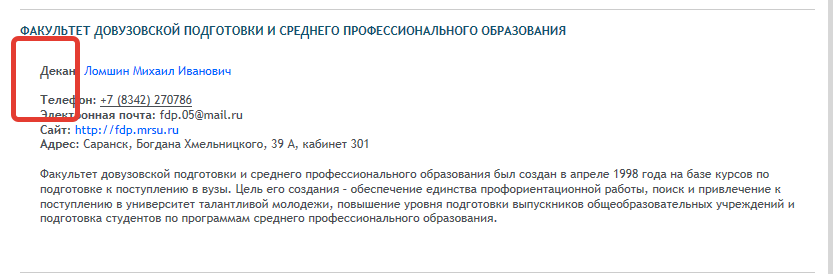 ФАКУЛЬТЕТ ДОВУЗОВСКОЙ ПОДГОТОВКИ И СРЕДНЕГО ПРОФЕССИОНАЛЬНОГО ОБРАЗОВАНИЯ
Декан: Ломшин Михаил Иванович
Телефон: +7 (8342) 270786
Электронная почта: fdp.05@mail.ru
Сайт: http://fdp.mrsu.ru
Адрес: Саранск, Богдана Хмельницкого, 39 А, кабинет 301
Факультет довузовской подготовки и среднего профессионального образования был создан в апреле 1998 года на базе курсов по
подготовке к поступлению в вузы. Цель его создания – обеспечение единства профориентационной работы, поиск и привлечение к
поступлению в университет талантливой молодежи, повышение уровня подготовки выпускников общеобразовательных учреждений и
подготовка студентов по программам среднего профессионального образования.